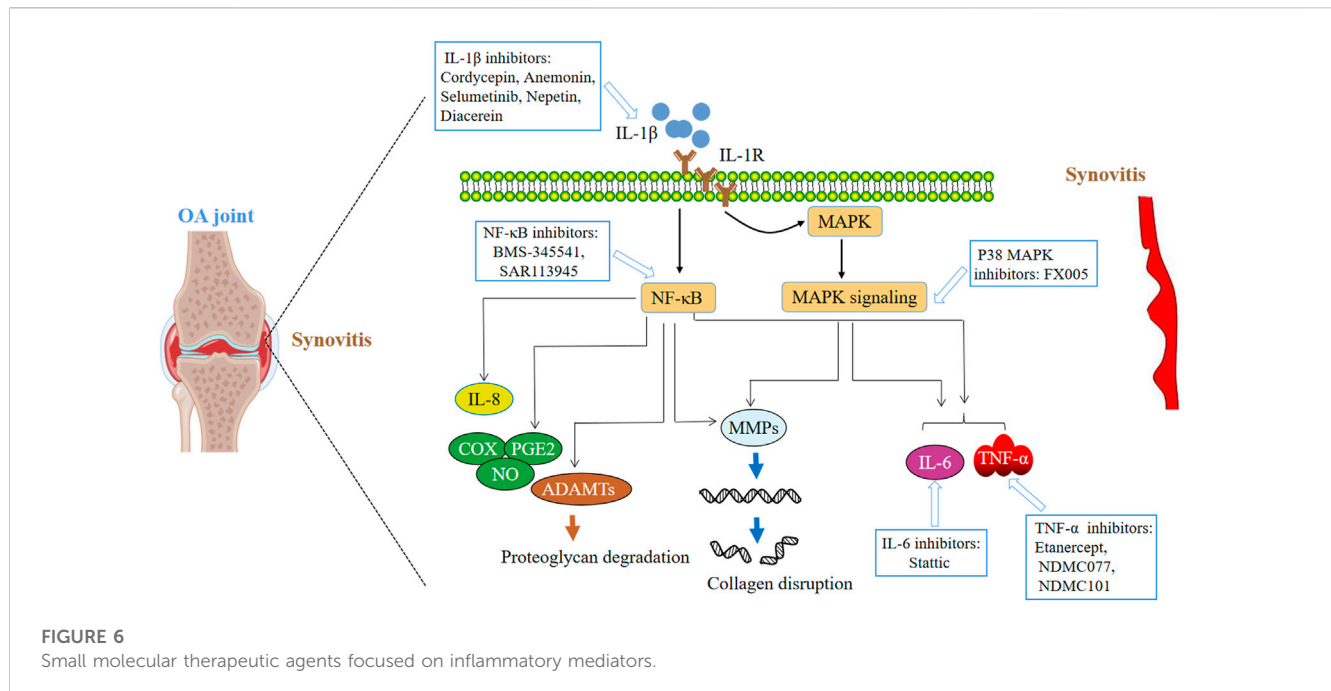 IL-1β inhibitors:
Cordycepin, Anemonin,
Selumetinib, Nepetin,
Diacerein
IL-1β
IL-1R
Synovitis
OA joint
MAPK
NF-κB inhibitors:
BMS-345541,
SAR113945
P38 MAPK
inhibitors: FX005
NF-κB
MAPK signaling
Synovitis
IL-8
MMPs
COX
PGE2
NO
IL-6
TNF-α
ADAMTs
Proteoglycan degradation
Collagen disruption
IL-6 inhibitors:
Stattic
TNF-α inhibitors:
Etanercept,
NDMC077,
NDMC101
FIGURE 6
Small molecular therapeutic agents focused on inflammatory mediators.